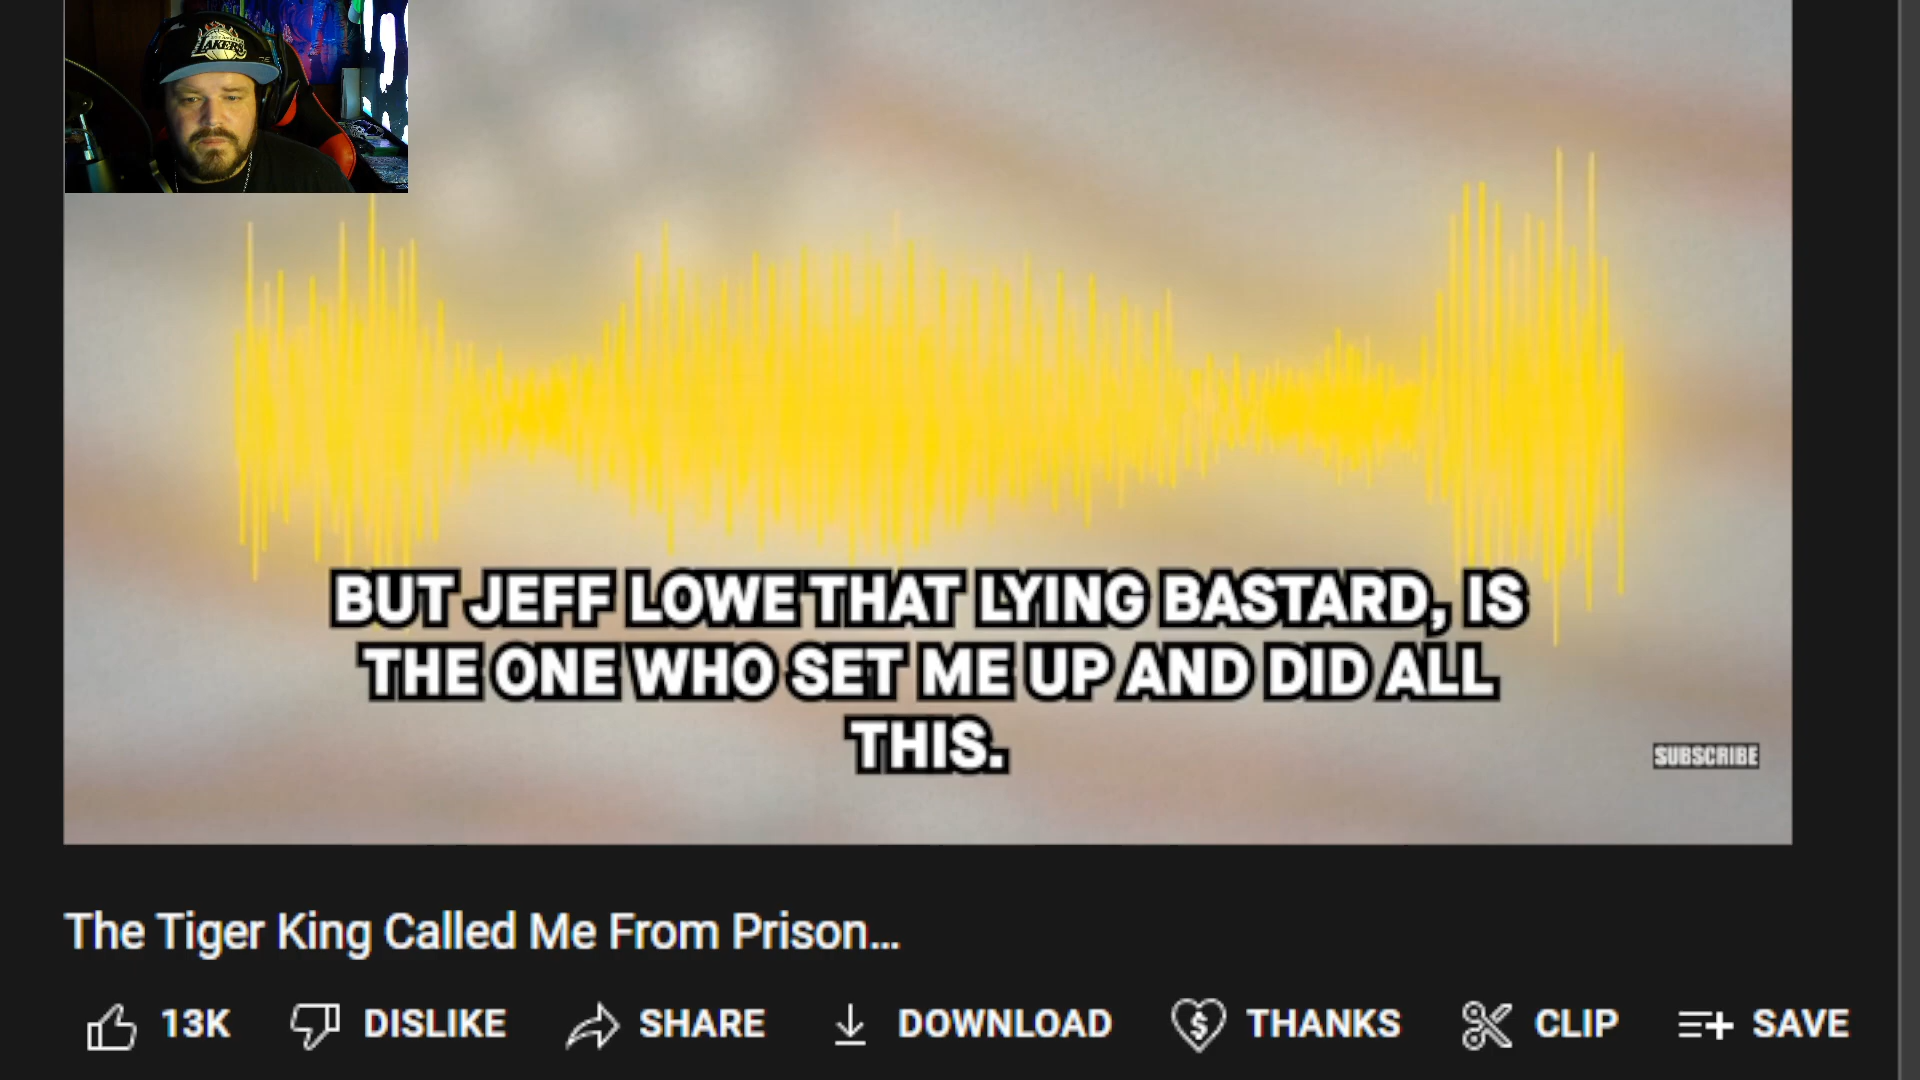 LAKERS
BUT JEFF LOWE THAT LYING BASTARD, IS
THE ONE WHO SET ME UP AND DID ALL
THIS.
SUBSCRIBE
The Tiger King Called Me From Prison...
13K DISLIKE SHARE DOWNLOAD THANKS CLIP SAVE